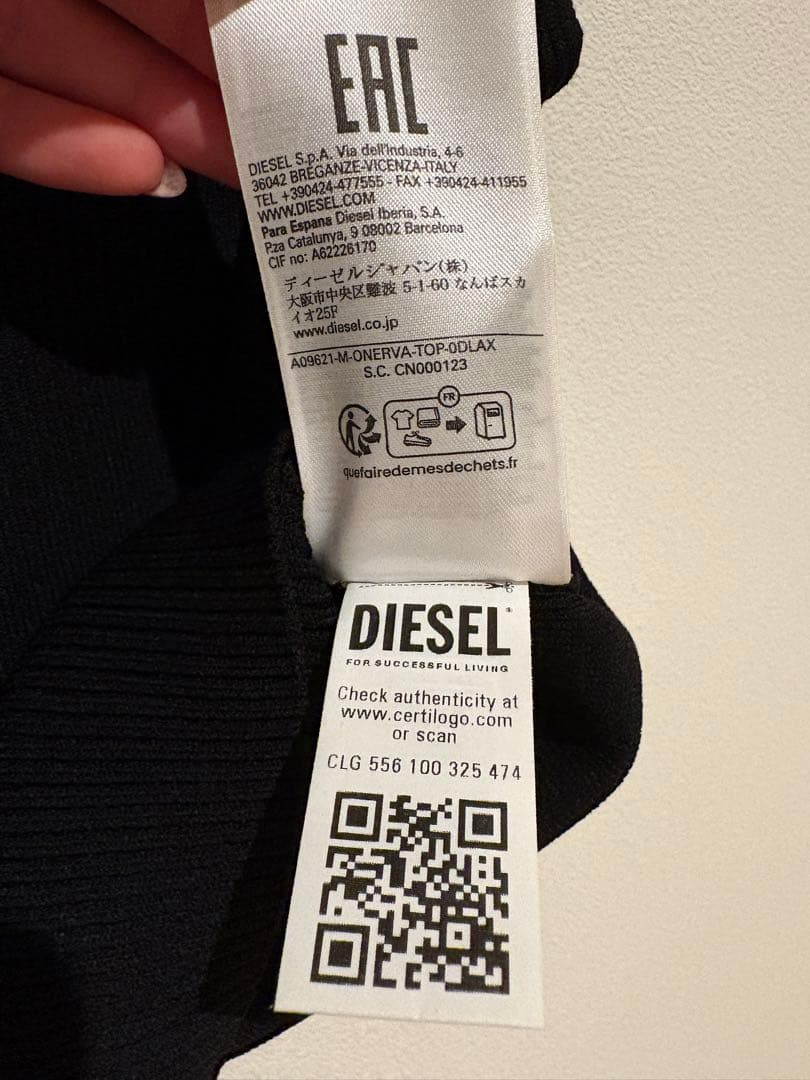 EAC
DIESEL S.p.A. Via dell'Industria, 4-6
36042 BREGANZE-VICENZA-ITALY
TEL +390424-477555 - FAX +390424-411955
WWW.DIESEL.COM
Para Espana Diesel Iberia, S.A.
P.za Catalunya, 9 08002 Barcelona
CIF no: A62226170
ディーゼルジャパン(株)
大阪市中央区難波 5-1-60 なんばスカ
イオ25F
www.diesel.co.jp
A09621-M-ONERVA-TOP-0DLAX
S.C. CN000123
FR
quefairedemesdechets.fr
DIESEL
FOR SUCCESSFUL LIVING
Check authenticity at
www.certilogo.com
or scan
CLG 556 100 325 474